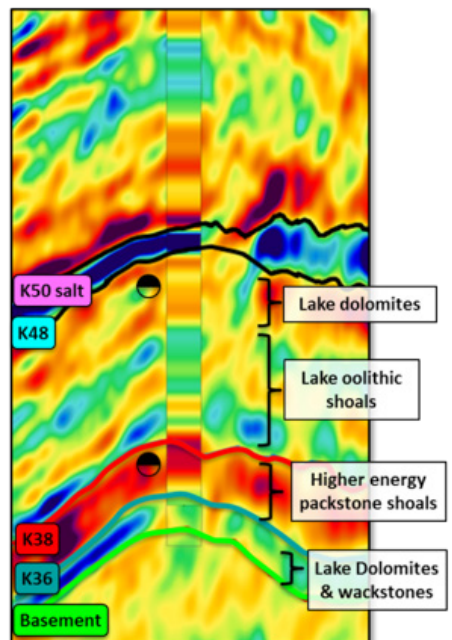 K50 salt
K48
Lake dolomites
Lake oolithic
shoals
Higher energy
packstone shoals
K38
K36
Lake Dolomites
& wackstones
Basement